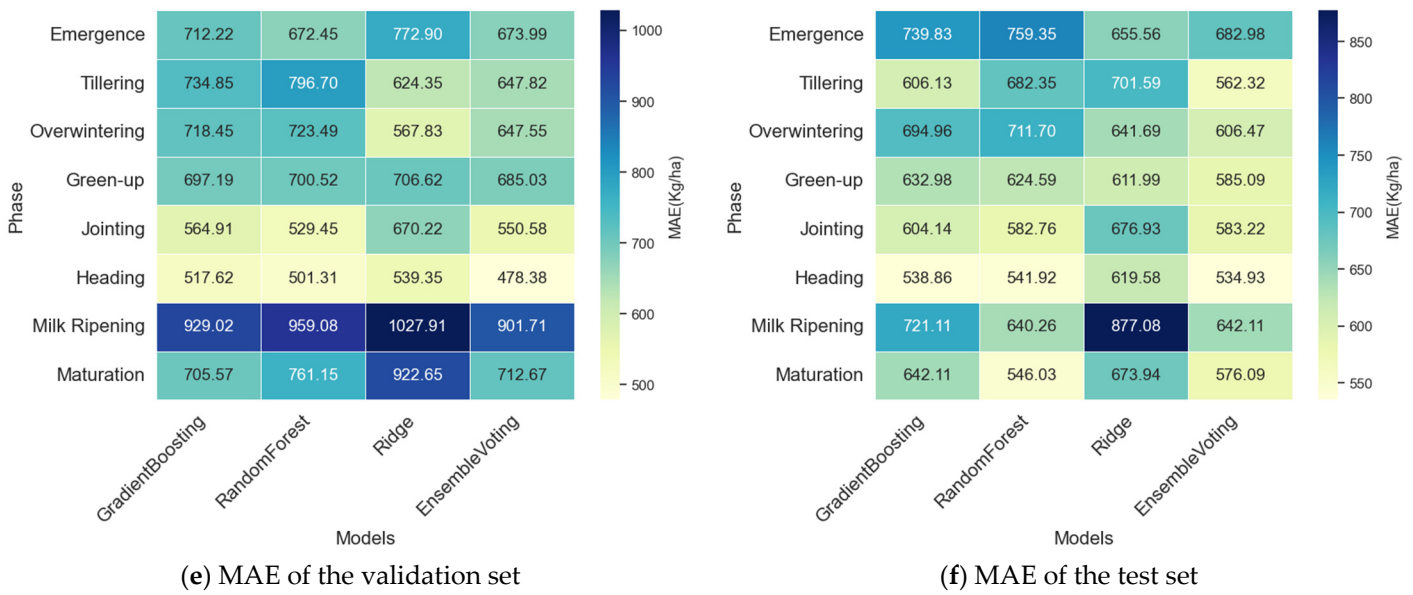 Phase
Emergence 712.22 672.45 772.90 673.99
Tillering 734.85 796.70 624.35 647.82
Overwintering 718.45 723.49 567.83 647.55
Green-up 697.19 700.52 706.62 685.03
Jointing 564.91 529.45 670.22 550.58
Heading 517.62 501.31 539.35 478.38
Milk Ripening 929.02 959.08 1027.91 901.71
Maturation 705.57 761.15 922.65 712.67
GradientBoosting
RandomForest
Ridge
EnsembleVoting
Models
1000
900
800
700
600
500
MAE(Kg/ha)
(e) MAE of the validation set
Phase
Emergence 739.83 759.35 655.56 682.98
Tillering 606.13 682.35 701.59 562.32
Overwintering 694.96 711.70 641.69 606.47
Green-up 632.98 624.59 611.99 585.09
Jointing 604.14 582.76 676.93 583.22
Heading 538.86 541.92 619.58 534.93
Milk Ripening 721.11 640.26 877.08 642.11
Maturation 642.11 546.03 673.94 576.09
GradientBoosting
RandomForest
Ridge
EnsembleVoting
Models
850
800
750
700
650
600
550
MAE(Kg/ha)
(f) MAE of the test set